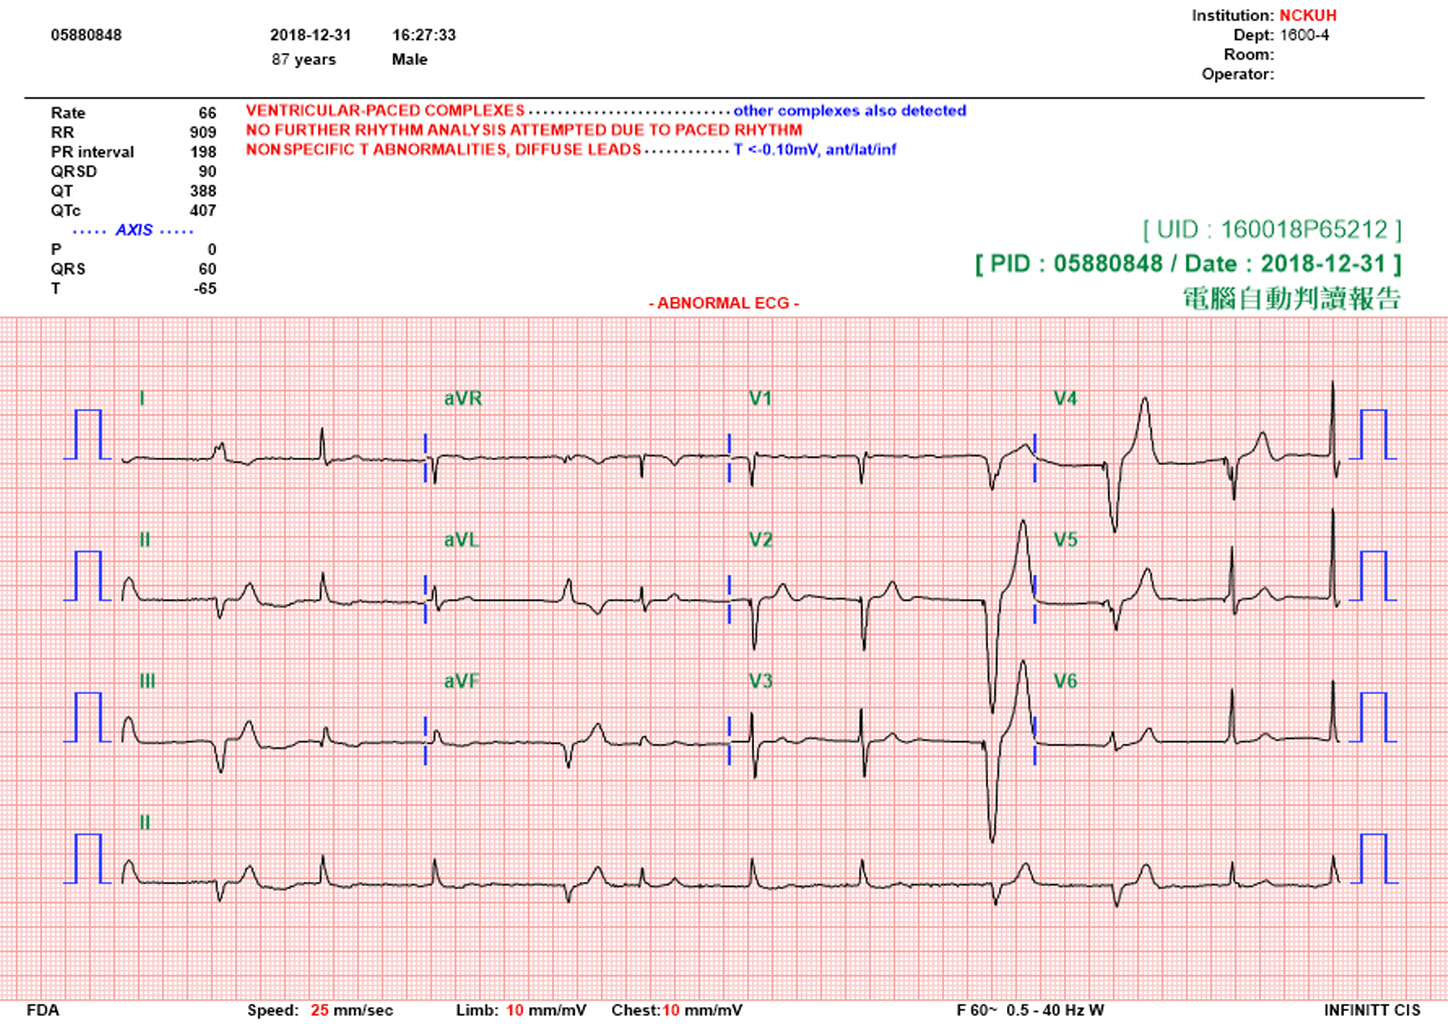 Institution: NCKUH
05880848 2018-12-31 16:27:33 Dept: 1600-4
87 years Male Room:
Operator:
Rate 66 VENTRICULAR-PACED COMPLEXES other complexes also detected
RR 909 NO FURTHER RHYTHM ANALYSIS ATTEMPTED DUE TO PACED RHYTHM
PR interval 198 NONSPECIFIC T ABNORMALITIES, DIFFUSE LEADS T <-0.10mV, ant/lat/inf
QRSD 90
QT 388
QTc 407
AXIS
P 0
QRS 60
T -65
[ UID : 160018P65212 ]
[ PID : 05880848 / Date : 2018-12-31 ]
電腦自動判讀報告
- ABNORMAL ECG -
I aVR V1 V4
II aVL V2 V5
III aVF V3 V6
II
FDA Speed: 25 mm/sec Limb: 10 mm/mV Chest:10 mm/mV F 60~ 0.5 - 40 Hz W INFINITT CIS